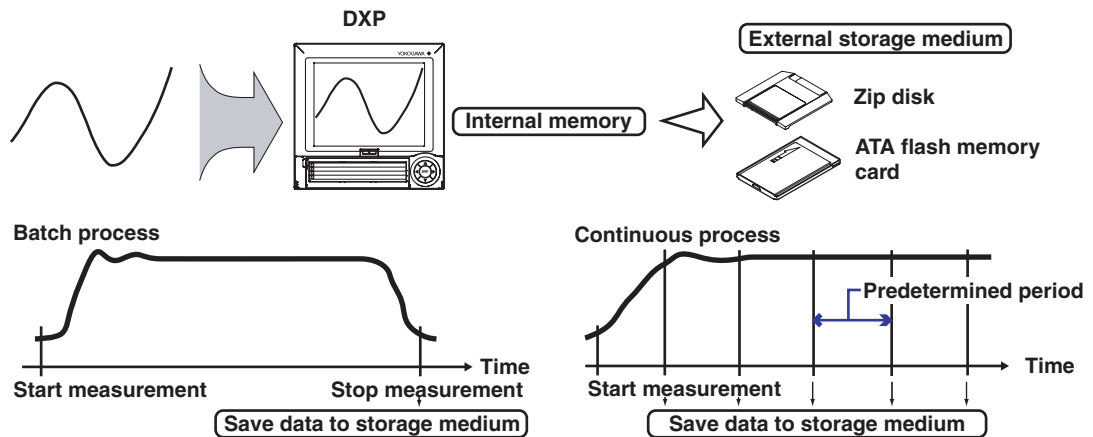 DXP
YOKOGAWA
External storage medium
Internal memory
Zip disk
ATA flash memory
card
Batch process
Time
Start measurement
Stop measurement
Save data to storage medium
Continuous process
Predetermined period
Time
Start measurement
Save data to storage medium